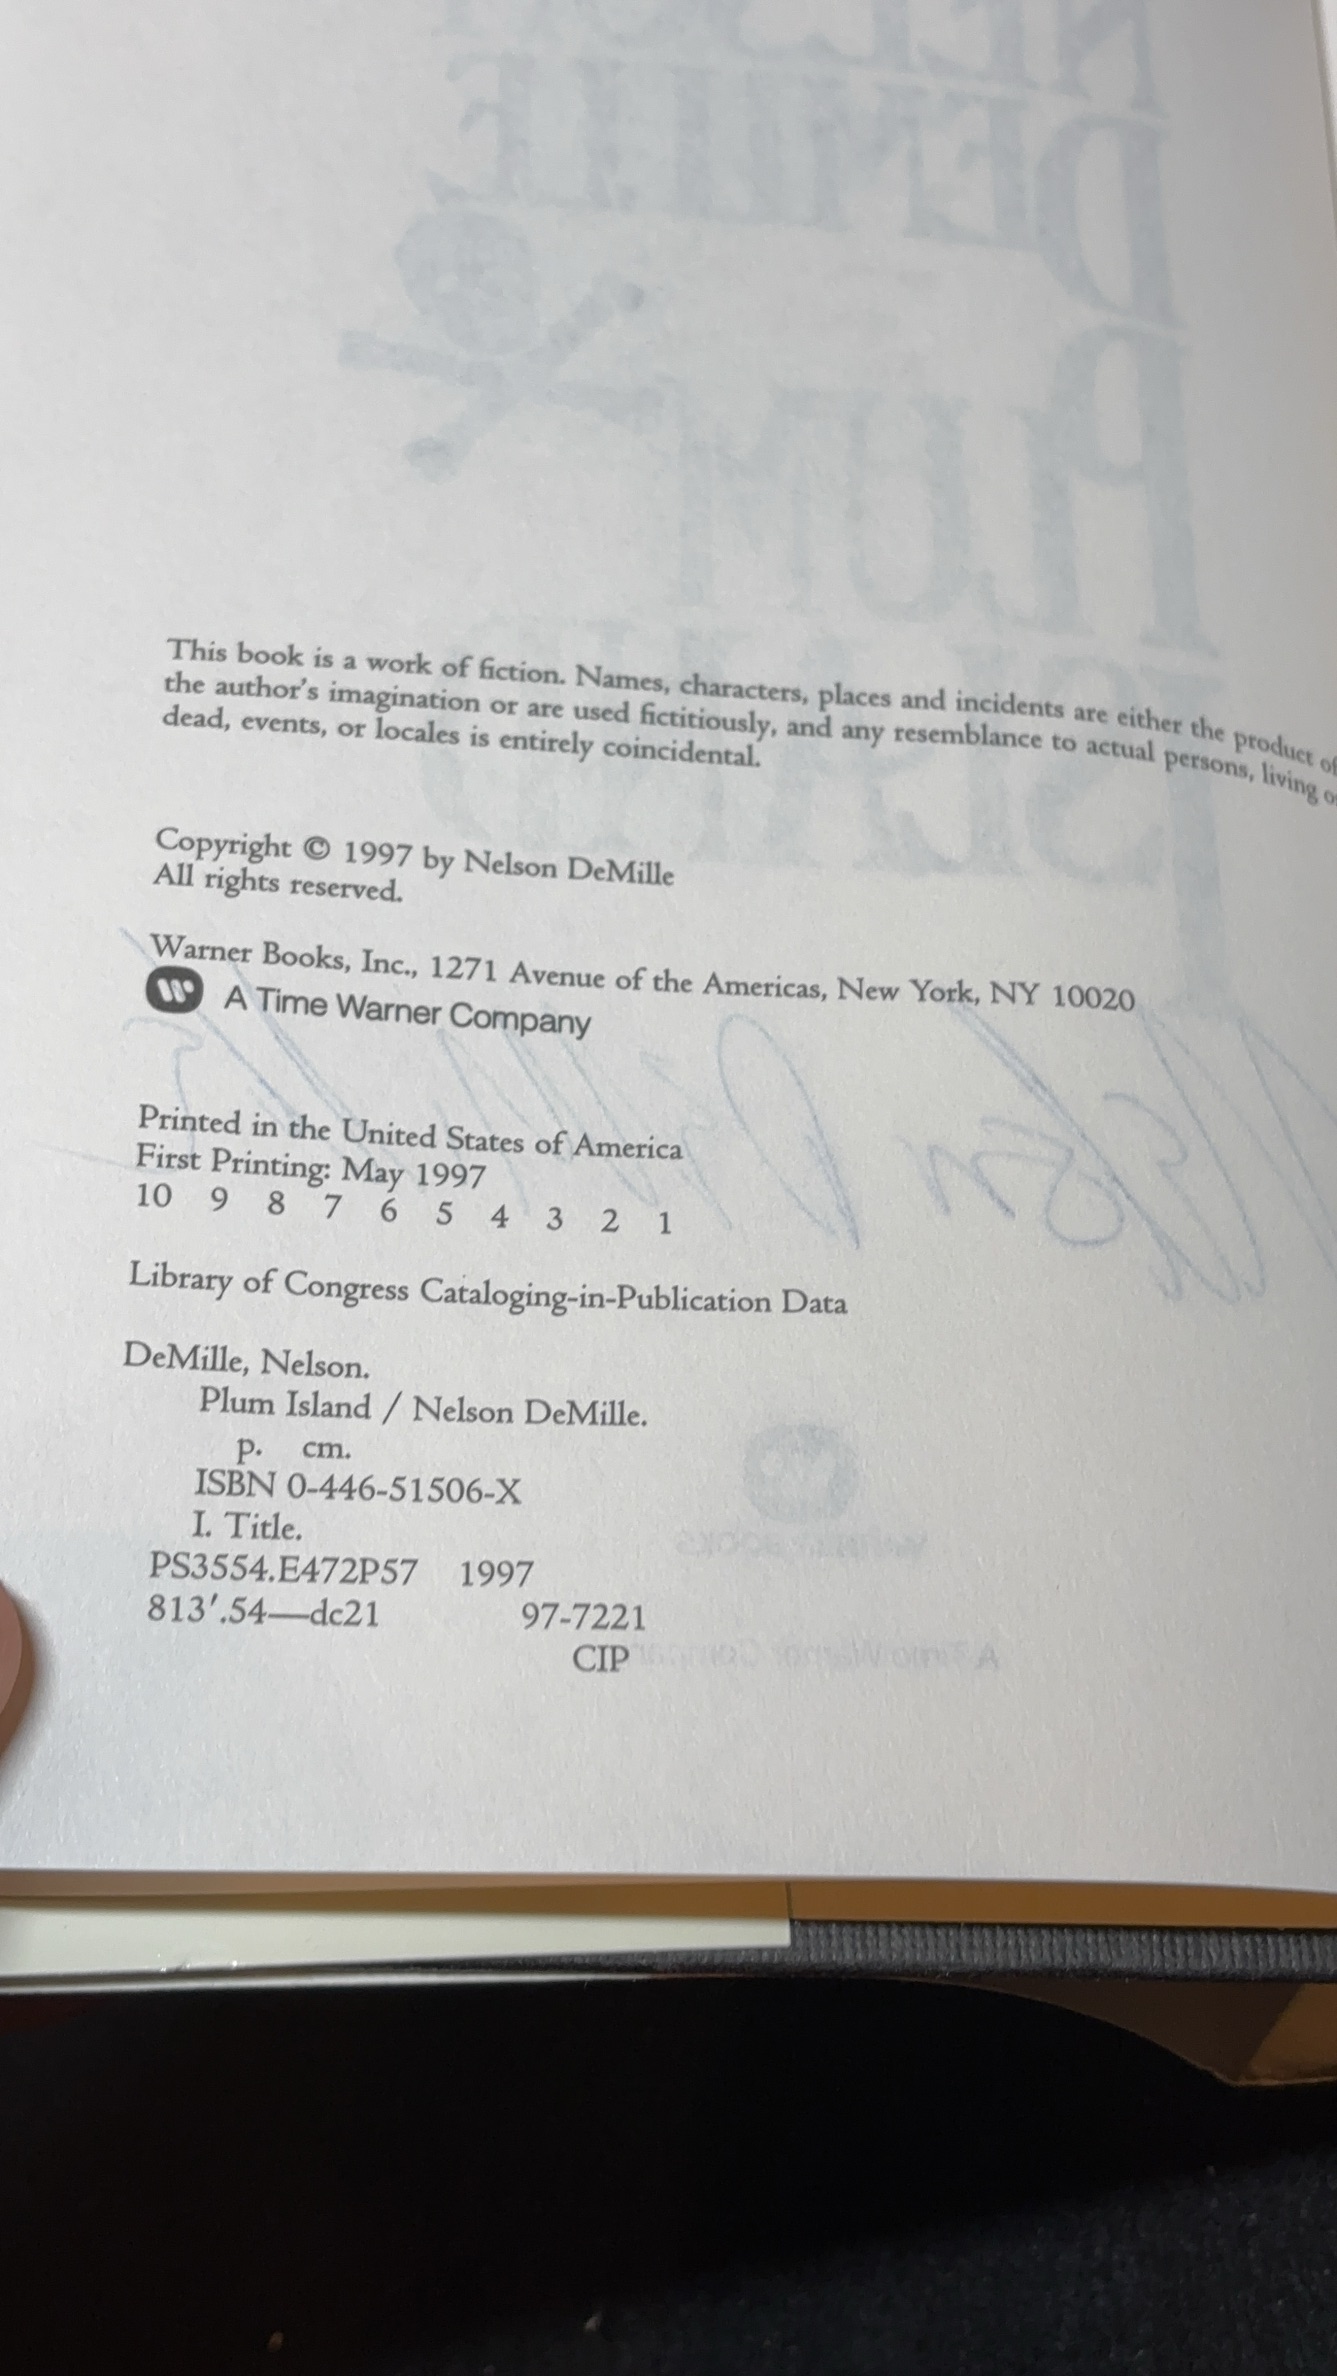 This book is a work of fiction. Names, characters, places and incidents are either the product of
the author's imagination or are used fictitiously, and any resemblance to actual persons, living or
dead, events, or locales is entirely coincidental.
Copyright © 1997 by Nelson DeMille
All rights reserved.
Warner Books, Inc., 1271 Avenue of the Americas, New York, NY 10020
A Time Warner Company
Printed in the United States of America
First Printing: May 1997
10 9 8 7 6 5 4 3 2 1
Library of Congress Cataloging-in-Publication Data
DeMille, Nelson.
Plum Island / Nelson DeMille.
p. cm.
ISBN 0-446-51506-X
I. Title.
PS3554.E472P57 1997
813′.54—dc21 97-7221
CIP